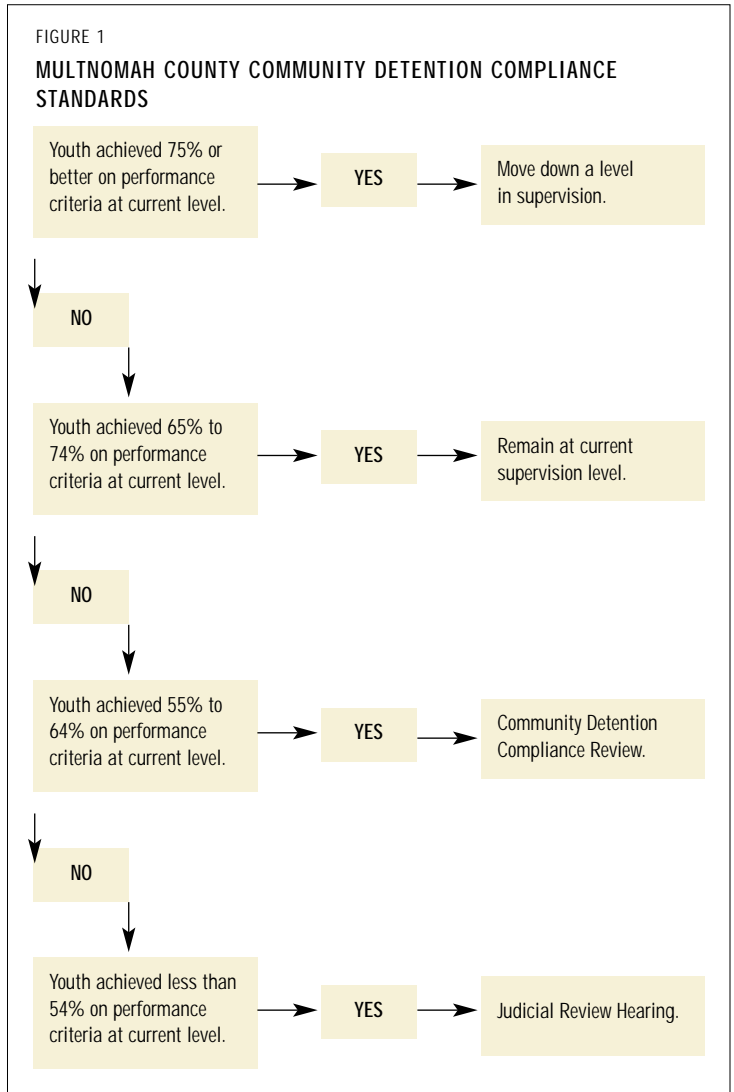 FIGURE 1
MULTNOMAH COUNTY COMMUNITY DETENTION COMPLIANCE
STANDARDS
Youth achieved 75% or
better on performance
criteria at current level.
YES
Move down a level
in supervision.
NO
Youth achieved 65% to
74% on performance
criteria at current level.
YES
Remain at current
supervision level.
NO
Youth achieved 55% to
64% on performance
criteria at current level.
YES
Community Detention
Compliance Review.
NO
Youth achieved less than
54% on performance
criteria at current level.
YES
Judicial Review Hearing.